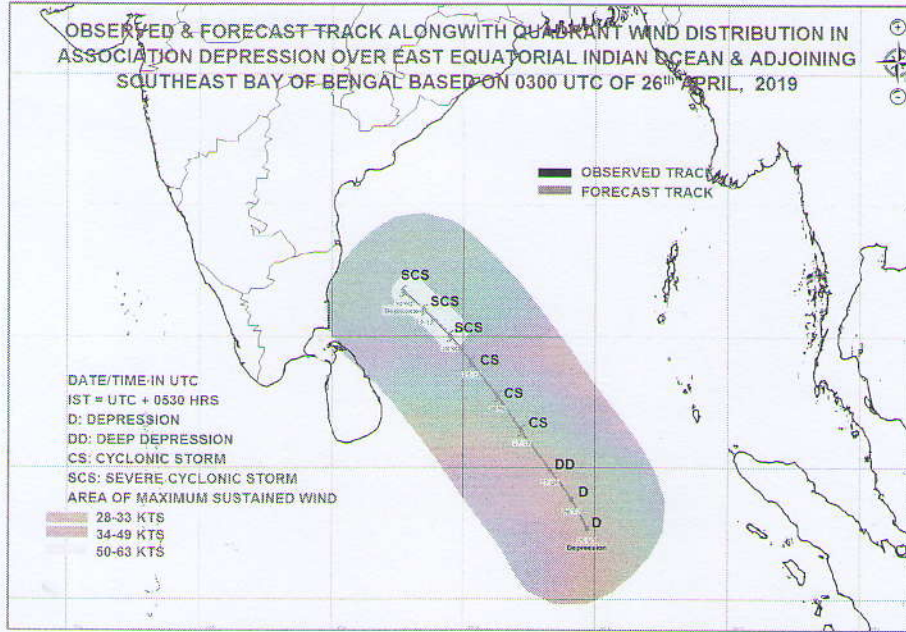 OBSERVED & FORECAST TRACK ALONGWITH QUADRANT WIND DISTRIBUTION IN
ASSOCIATION DEPRESSION OVER EAST EQUATORIAL INDIAN OCEAN & ADJOINING
SOUTHEAST BAY OF BENGAL BASED ON 0300 UTC OF 26th APRIL, 2019
OBSERVED TRACK
FORECAST TRACK
SCS
SCS
SCS
CS
CS
CS
DD
D
D
Depression
DATE/TIME IN UTC
IST = UTC + 0530 HRS
D: DEPRESSION
DD: DEEP DEPRESSION
CS: CYCLONIC STORM
SCS: SEVERE CYCLONIC STORM
AREA OF MAXIMUM SUSTAINED WIND
28-33 KTS
34-49 KTS
50-63 KTS